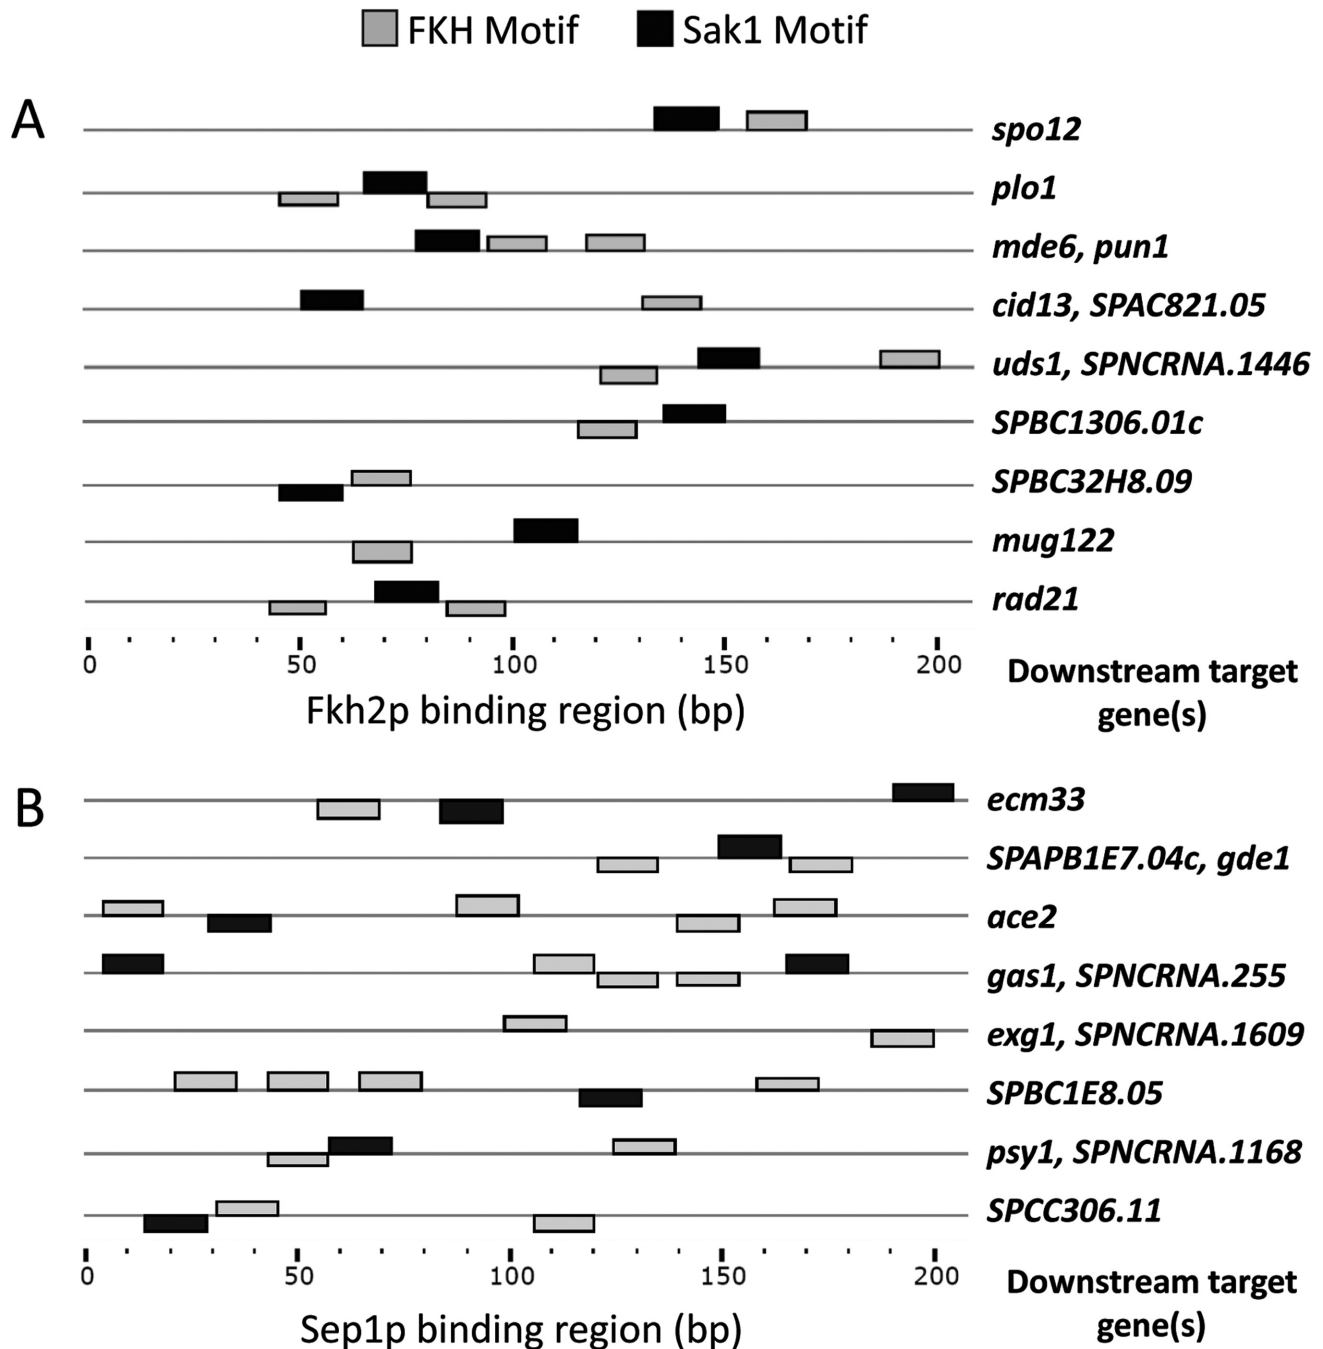 FKH Motif Sak1 Motif
A
spo12
plo1
mde6, pun1
cid13, SPAC821.05
uds1, SPNCRNA.1446
SPBC1306.01c
SPBC32H8.09
mug122
rad21
0 50 100 150 200
Fkh2p binding region (bp)
Downstream target
gene(s)
B
ecm33
SPAPB1E7.04c, gde1
ace2
gas1, SPNCRNA.255
exg1, SPNCRNA.1609
SPBC1E8.05
psy1, SPNCRNA.1168
SPCC306.11
0 50 100 150 200
Sep1p binding region (bp)
Downstream target
gene(s)